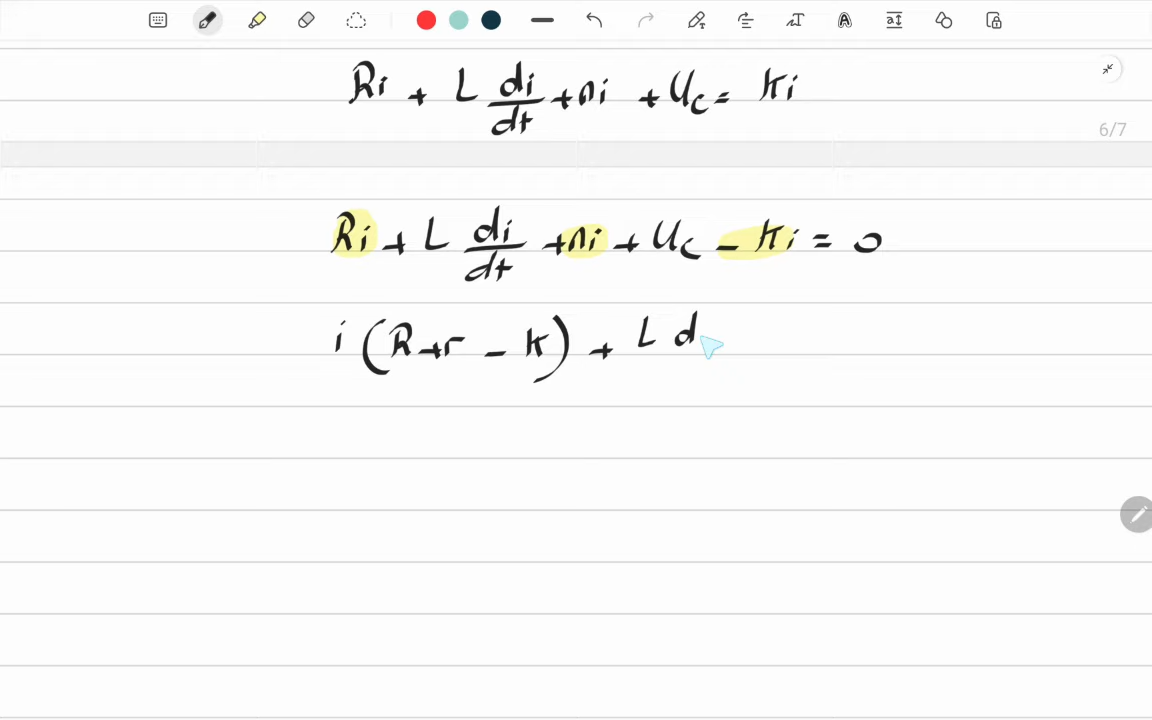 Ri + L di/dt + ri + Uc = Ki
6/7
Ri + L di/dt + ri + Uc - Ki = 0
i (R+r - K) + L d